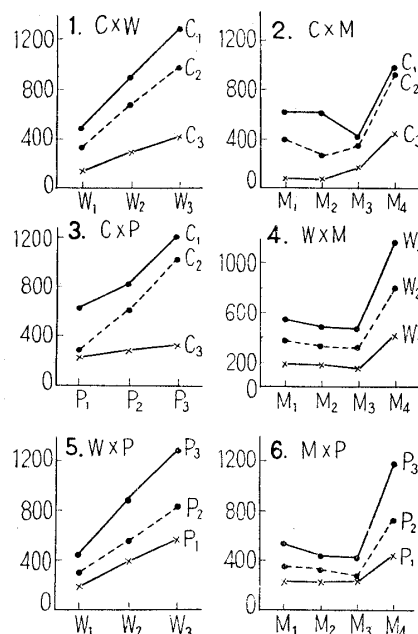 1. C×W
1200
800
400
0
C₁
C₂
C₃
W₁ W₂ W₃
2. C×M
1200
800
400
0
C₁
C₂
C₃
M₁ M₂ M₃ M₄
3. C×P
1200
800
400
0
C₁
C₂
C₃
P₁ P₂ P₃
4. W×M
1000
600
200
0
W
W₂
W
M₁ M₂ M₃ M₄
5. W×P
1200
800
400
0
P₃
P₂
P₁
W₁ W₂ W₃
6. M×P
1200
800
400
0
P₃
P₂
P₁
M₁ M₂ M₃ M₄